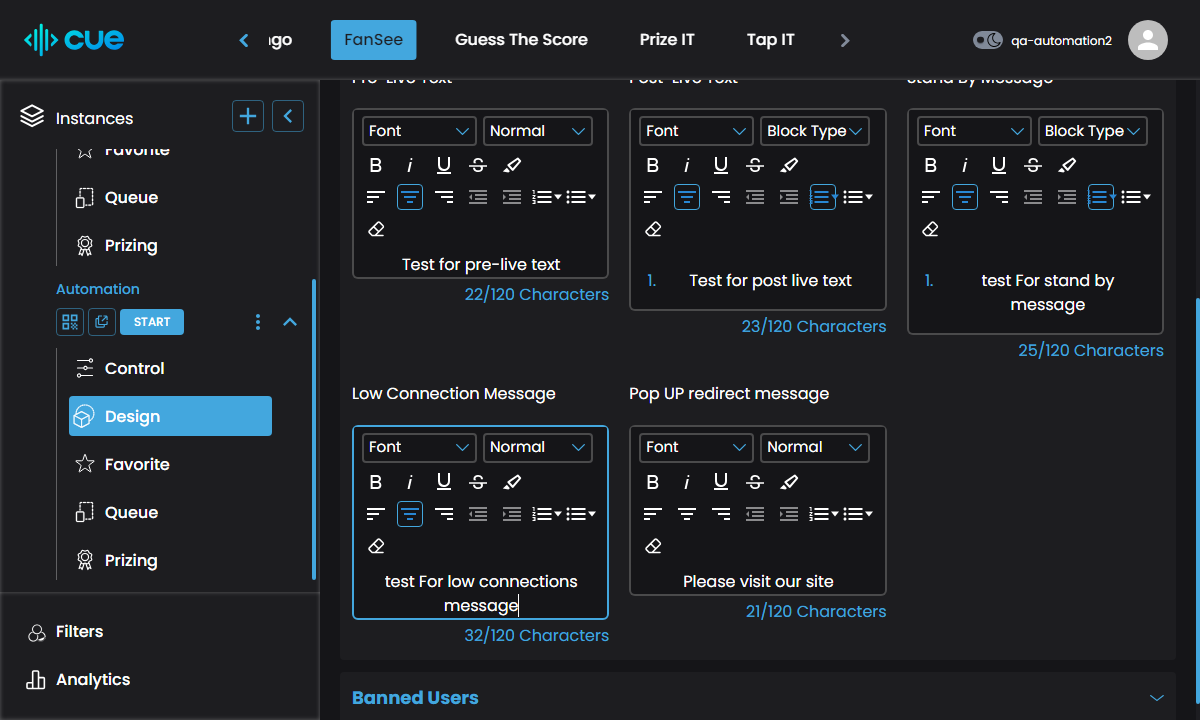 cue
FanSee
Guess The Score
Prize IT
Tap IT
qa-automation2
Instances
Favorite
Queue
Prizing
Automation
START
Control
Design
Favorite
Queue
Prizing
Filters
Analytics
Pre-Live Text
Post-Live Text
Stand By Message
Font
Normal
Font
Block Type
Font
Block Type
Test for pre-live text
22/120 Characters
1. Test for post live text
23/120 Characters
1. test For stand by
message
25/120 Characters
Low Connection Message
Pop UP redirect message
Font
Normal
Font
Normal
test For low connections
message
32/120 Characters
Please visit our site
21/120 Characters
Banned Users